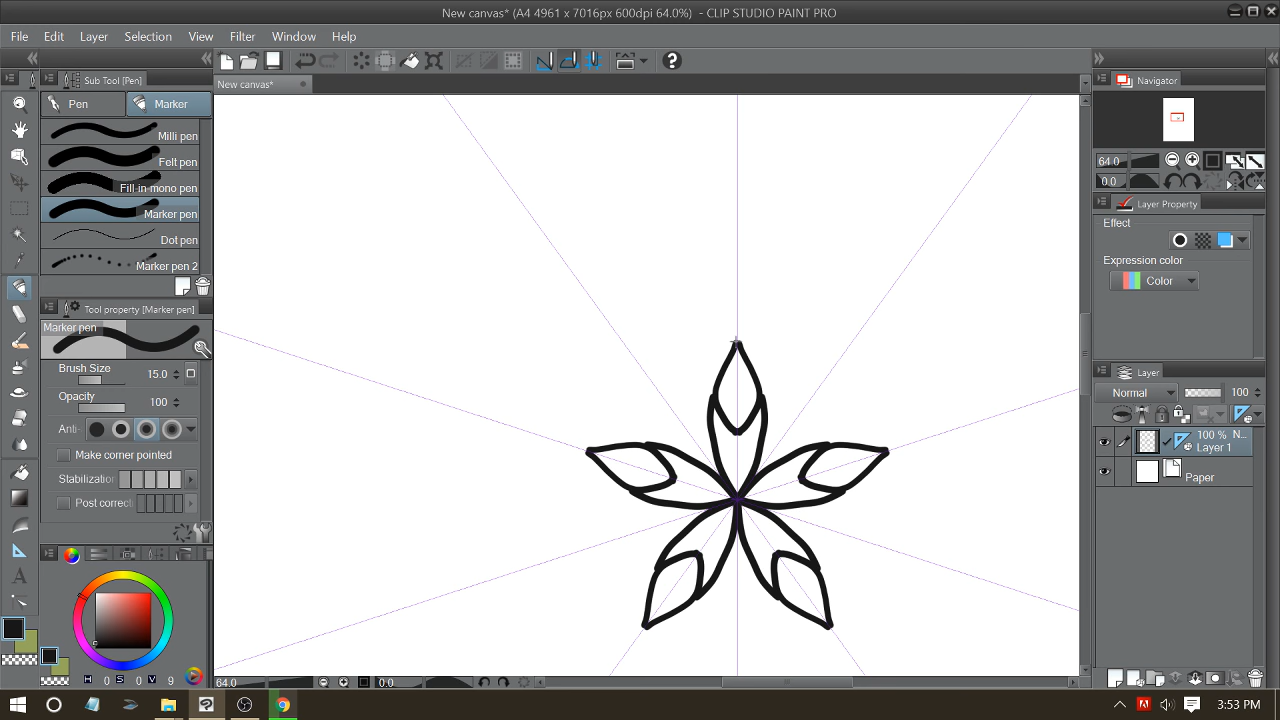 New canvas* (A4 4961 x 7016px 600dpi 64.0%)  - CLIP STUDIO PAINT PRO
File Edit Layer Selection View Filter Window Help
Sub Tool [Pen]
New canvas*
Navigator
Pen Marker
Milli pen
Felt pen
Fill-in mono pen
Marker pen
Dot pen
Marker pen 2
64.0
0.0
Layer Property
Effect
Expression color
Color
Tool property [Marker pen]
Marker pen
Brush Size 15.0
Opacity 100
Anti-
Make corner pointed
Stabilization
Post correct
Layer
Normal 100
100 % N...
Layer 1
Paper
H 0 S 0 V 9
64.0 0.0
3:53 PM